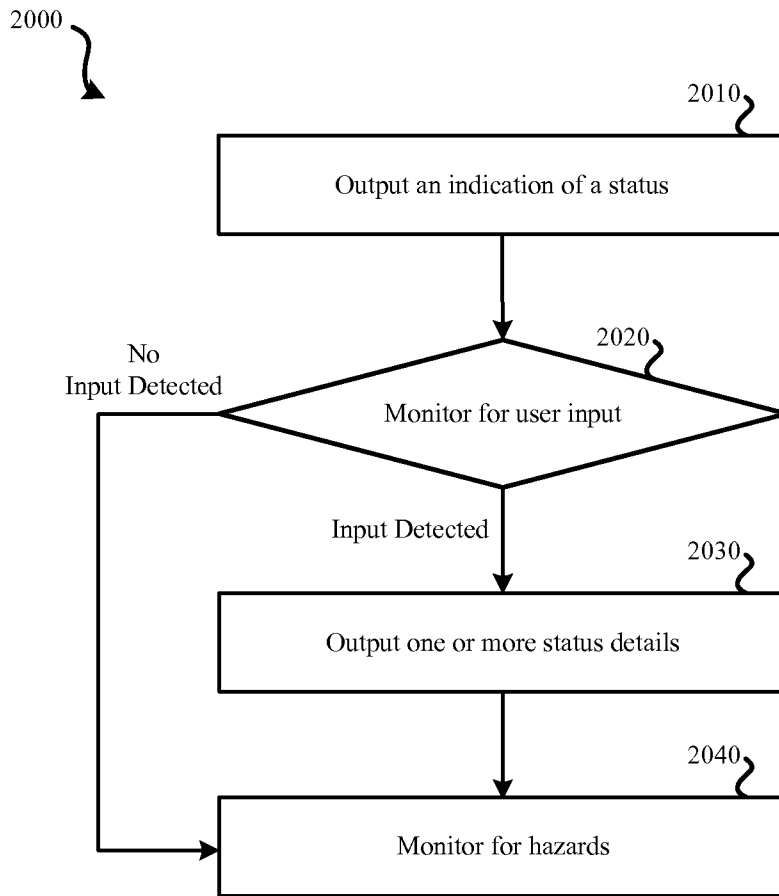 2000
2010
Output an indication of a status
2020
No
Input Detected
Monitor for user input
Input Detected
2030
Output one or more status details
2040
Monitor for hazards